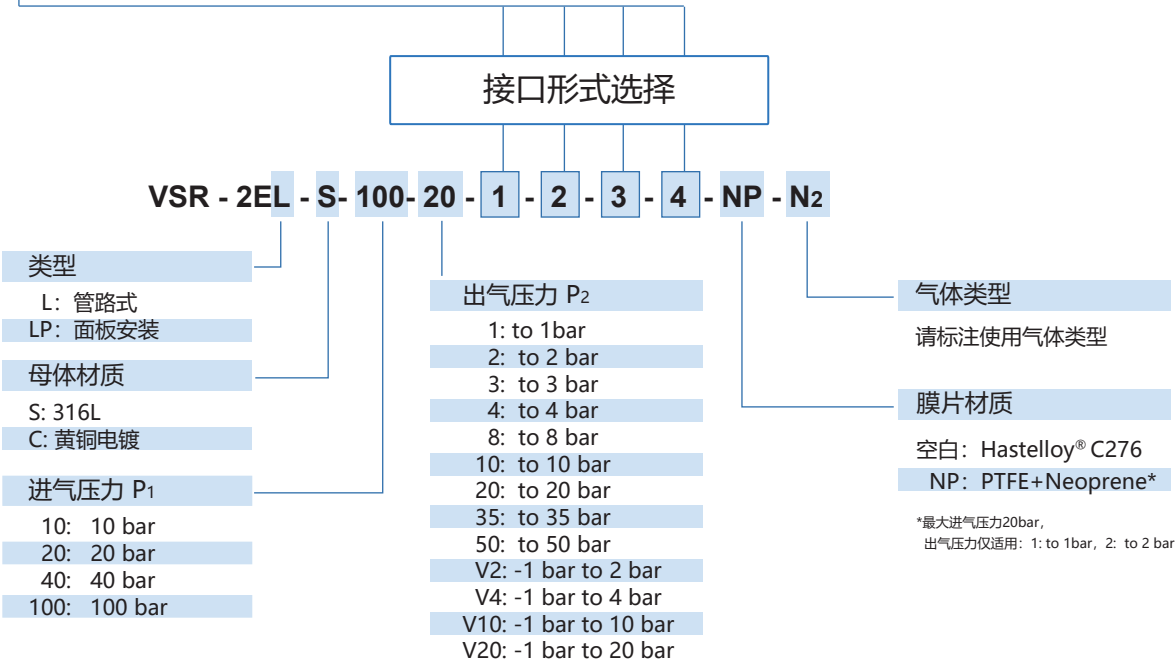 接口形式选择
VSR - 2EL - S- 100- 20 - 1 - 2 - 3 - 4 - NP - N2
类型
L：管路式
LP：面板安装
母体材质
S: 316L
C: 黄铜电镀
进气压力 P1
10: 10 bar
20: 20 bar
40: 40 bar
100: 100 bar
出气压力 P2
1: to 1bar
2: to 2 bar
3: to 3 bar
4: to 4 bar
8: to 8 bar
10: to 10 bar
20: to 20 bar
35: to 35 bar
50: to 50 bar
V2: -1 bar to 2 bar
V4: -1 bar to 4 bar
V10: -1 bar to 10 bar
V20: -1 bar to 20 bar
气体类型
请标注使用气体类型
膜片材质
空白：Hastelloy® C276
NP：PTFE+Neoprene*
*最大进气压力20bar，
出气压力仅适用：1: to 1bar，2: to 2 bar